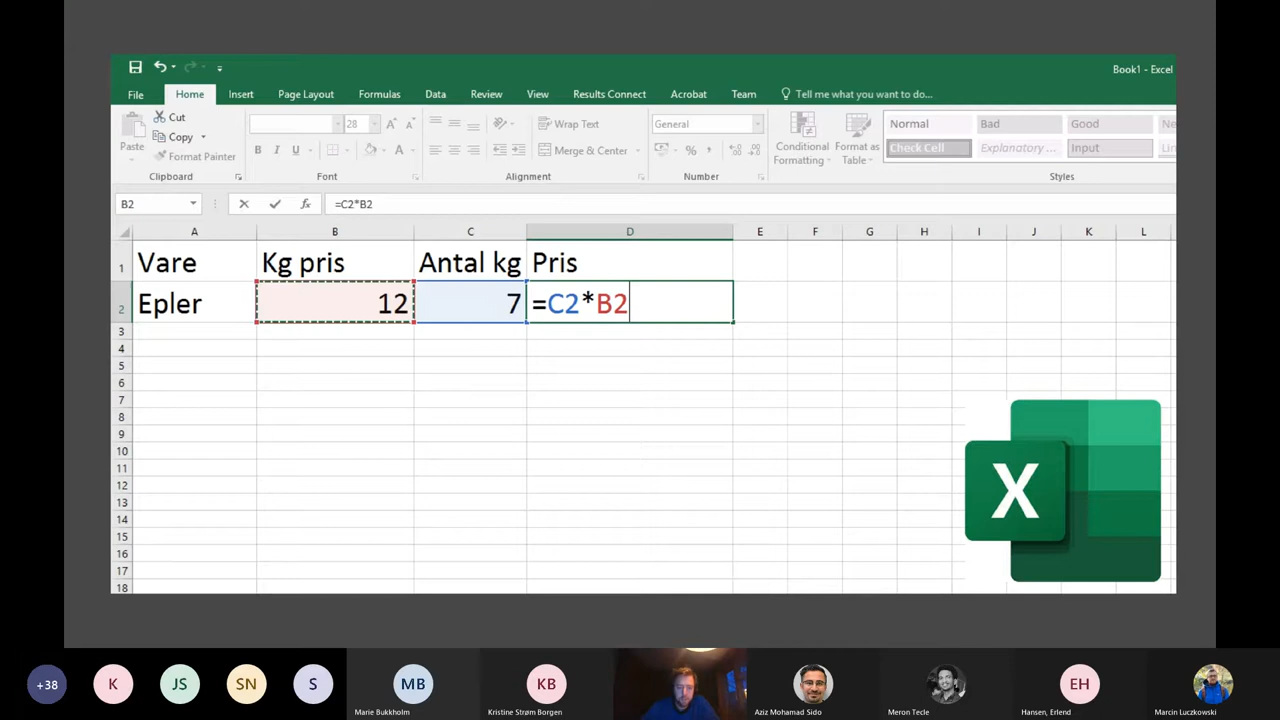 Book1 - Excel
File Home Insert Page Layout Formulas Data Review View Results Connect Acrobat Team Tell me what you want to do...
Paste
Cut
Copy
Format Painter
Clipboard
28 A A
B I U A
Font
Wrap Text
Merge & Center
Alignment
General
%
Number
Conditional Formatting
Format as Table
Normal Bad Good
Check Cell Explanatory ... Input
Styles
B2 fx =C2*B2
A B C D E F G H I J K L
1 Vare Kg pris Antal kg Pris
2 Epler 12 7 =C2*B2
3
4
5
6
7
8
9
10
11
12
13
14
15
16
17
18
X
+38 K JS SN S MB KB EH
Marie Bukkholm Kristine Strøm Borgen Aziz Mohamad Sido Meron Tecle Hansen, Erlend Marcin Luczkowski